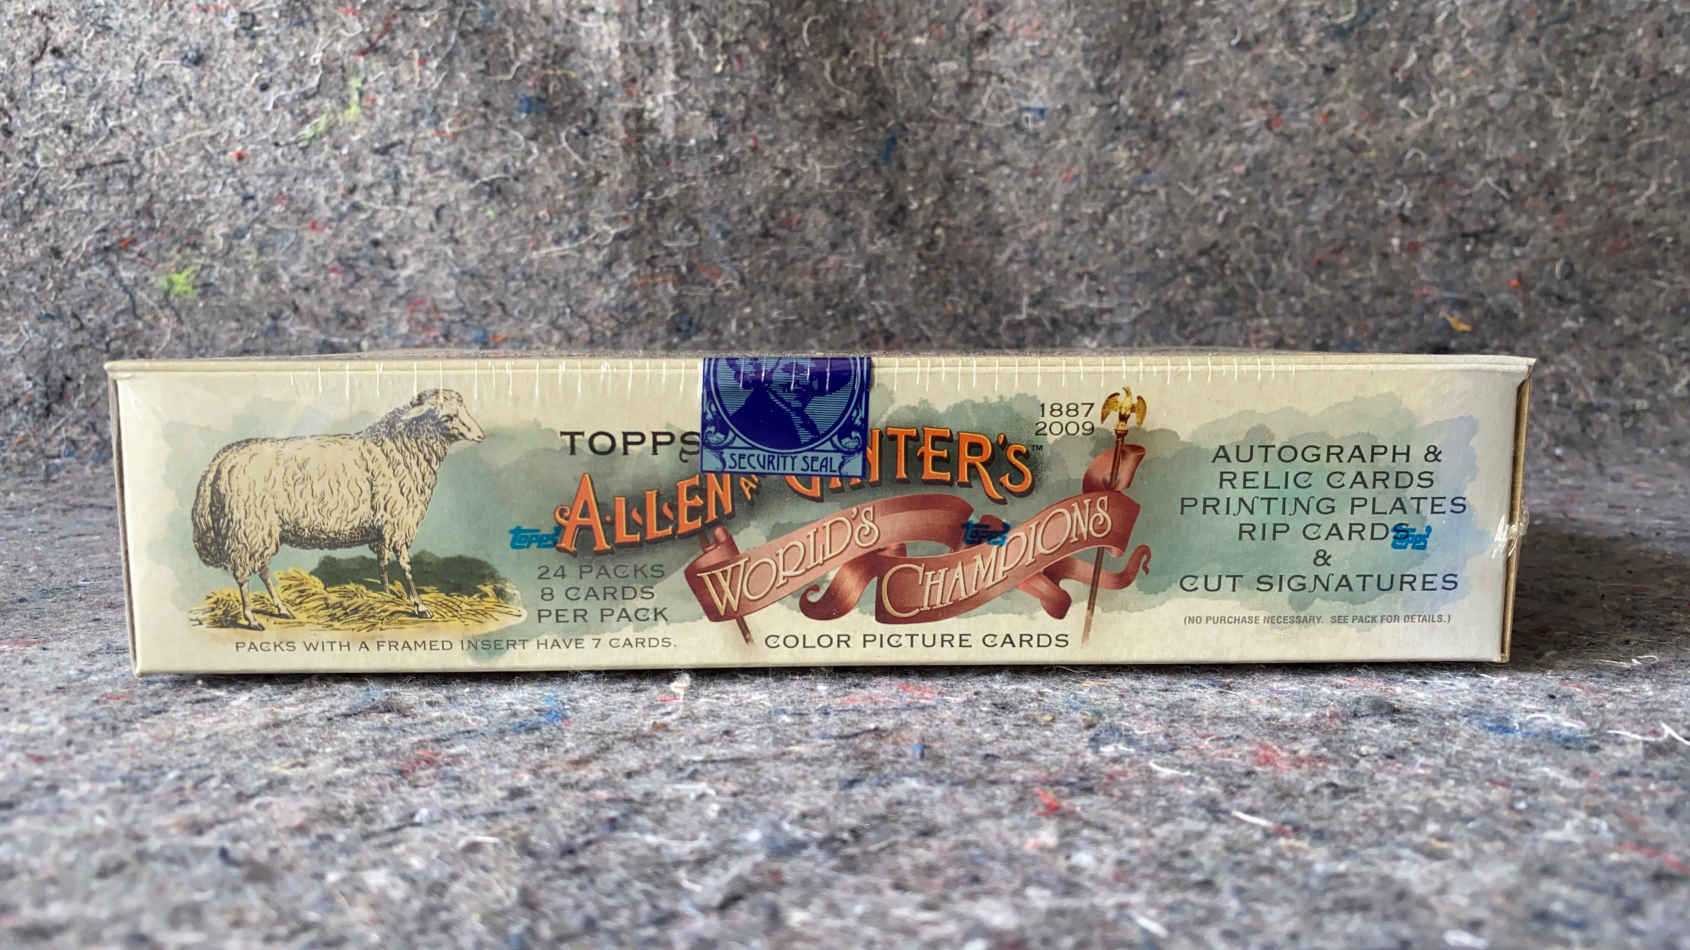 1887
2009
TOPPS
SECURITY SEAL
ALLEN
™
WORLD'S
CHAMPIONS
Topps
Topps
Topps
24 PACKS
8 CARDS
PER PACK
PACKS WITH A FRAMED INSERT HAVE 7 CARDS.
COLOR PICTURE CARDS
AUTOGRAPH &
RELIC CARDS
PRINTING PLATES
RIP CARDS
&
CUT SIGNATURES
(NO PURCHASE NECESSARY. SEE PACK FOR DETAILS.)